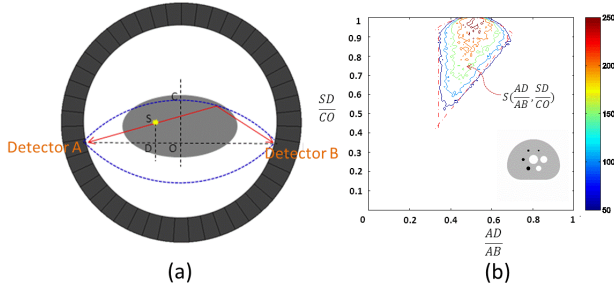 C
S
Detector A
D
O
Detector B
(a)
SD
CO
1
0.9
0.8
0.7
0.6
0.5
0.4
0.3
0.2
0.1
0
0.2
0.4
0.6
0.8
1
S(AD/AB, SD/CO)
AD
AB
250
200
150
100
50
(b)